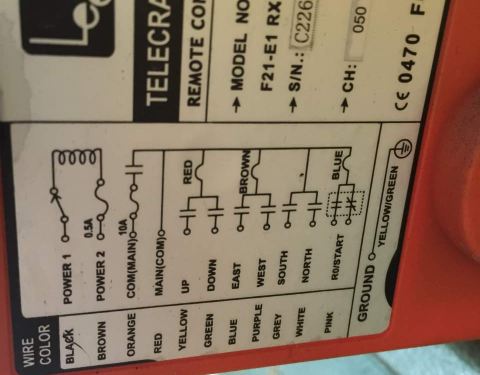 TELECRA
REMOTE CON
→ MODEL NO
F21-E1 RX
→ S/N.: C226
→ CH: 050
CE 0470 F
WIRE COLOR
BLACK POWER 1
BROWN POWER 2 0.5A
ORANGE COM(MAIN) 10A
RED MAIN(COM)
YELLOW UP RED
GREEN DOWN
BLUE EAST BROWN
PURPLE WEST
GREY SOUTH
WHITE NORTH
PINK R0/START BLUE
GROUND YELLOW/GREEN